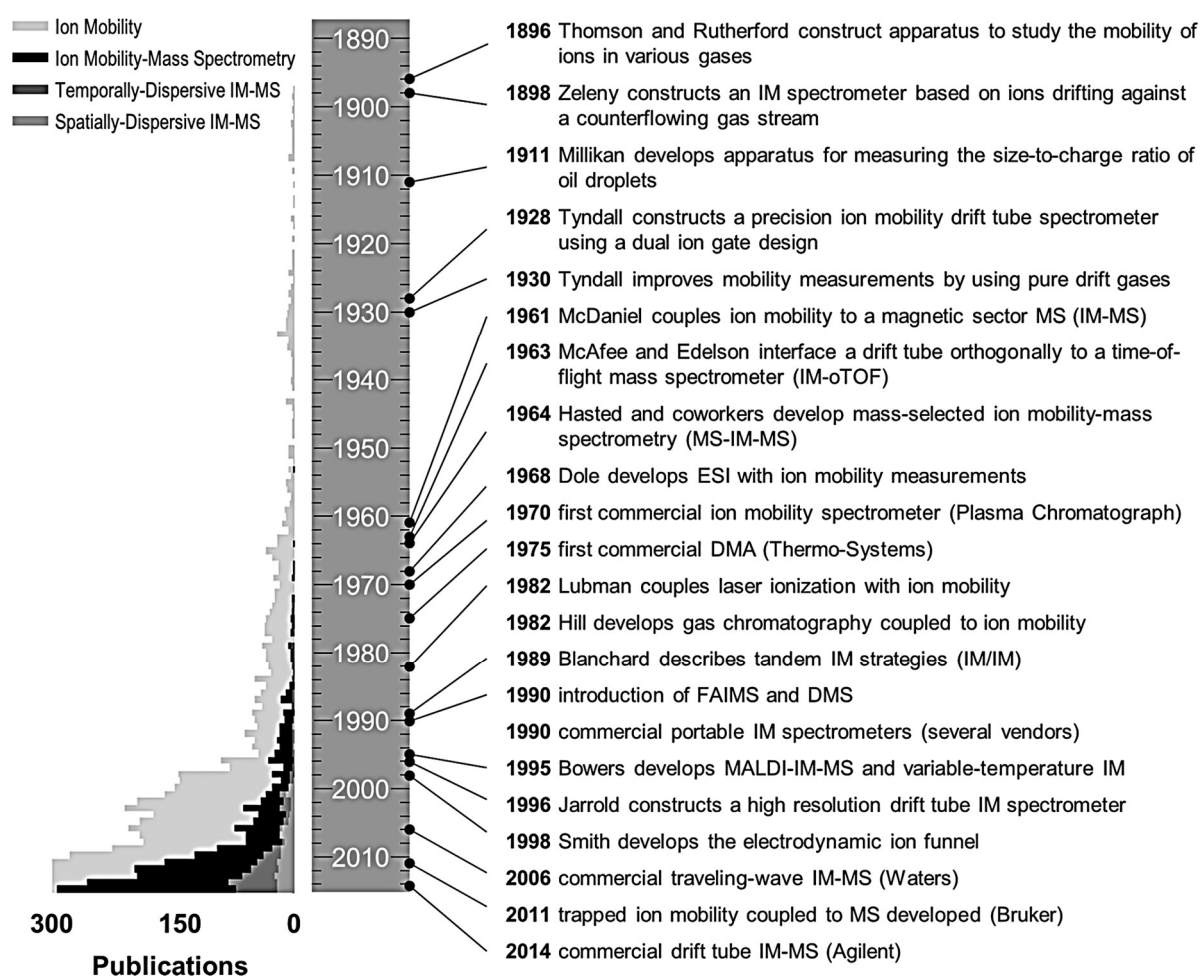 Ion Mobility
Ion Mobility-Mass Spectrometry
Temporally-Dispersive IM-MS
Spatially-Dispersive IM-MS
1890
1900
1910
1920
1930
1940
1950
1960
1970
1980
1990
2000
2010
300 150 0
Publications
1896 Thomson and Rutherford construct apparatus to study the mobility of
ions in various gases
1898 Zeleny constructs an IM spectrometer based on ions drifting against
a counterflowing gas stream
1911 Millikan develops apparatus for measuring the size-to-charge ratio of
oil droplets
1928 Tyndall constructs a precision ion mobility drift tube spectrometer
using a dual ion gate design
1930 Tyndall improves mobility measurements by using pure drift gases
1961 McDaniel couples ion mobility to a magnetic sector MS (IM-MS)
1963 McAfee and Edelson interface a drift tube orthogonally to a time-of-
flight mass spectrometer (IM-oTOF)
1964 Hasted and coworkers develop mass-selected ion mobility-mass
spectrometry (MS-IM-MS)
1968 Dole develops ESI with ion mobility measurements
1970 first commercial ion mobility spectrometer (Plasma Chromatograph)
1975 first commercial DMA (Thermo-Systems)
1982 Lubman couples laser ionization with ion mobility
1982 Hill develops gas chromatography coupled to ion mobility
1989 Blanchard describes tandem IM strategies (IM/IM)
1990 introduction of FAIMS and DMS
1990 commercial portable IM spectrometers (several vendors)
1995 Bowers develops MALDI-IM-MS and variable-temperature IM
1996 Jarrold constructs a high resolution drift tube IM spectrometer
1998 Smith develops the electrodynamic ion funnel
2006 commercial traveling-wave IM-MS (Waters)
2011 trapped ion mobility coupled to MS developed (Bruker)
2014 commercial drift tube IM-MS (Agilent)